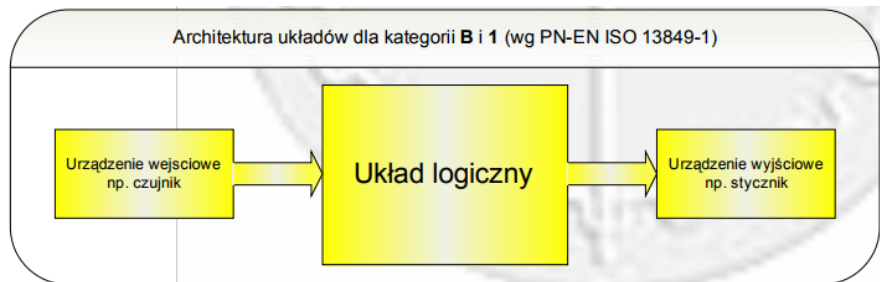 Architektura układów dla kategorii B i 1 (wg PN-EN ISO 13849-1)
Urządzenie wejsciowe
np. czujnik
Układ logiczny
Urządzenie wyjściowe
np. stycznik